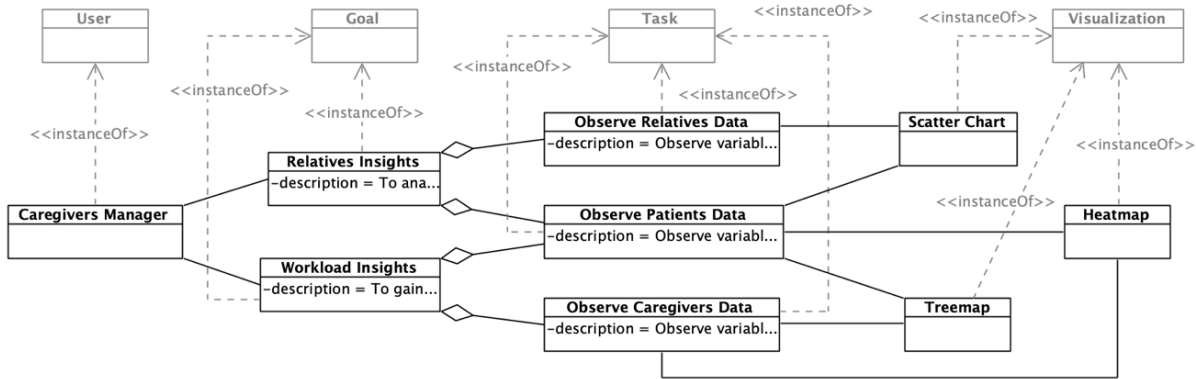 User
Goal
Task
<<instanceOf>>
<<instanceOf>>
Visualization
<<instanceOf>>
<<instanceOf>>
<<instanceOf>>
<<instanceOf>>
<<instanceOf>>
<<instanceOf>>
<<instanceOf>>
Observe Relatives Data
-description = Observe variabl...
Scatter Chart
Relatives Insights
-description = To ana...
<<instanceOf>>
Caregivers Manager
Observe Patients Data
-description = Observe variabl...
Heatmap
Workload Insights
-description = To gain...
Observe Caregivers Data
-description = Observe variabl...
Treemap